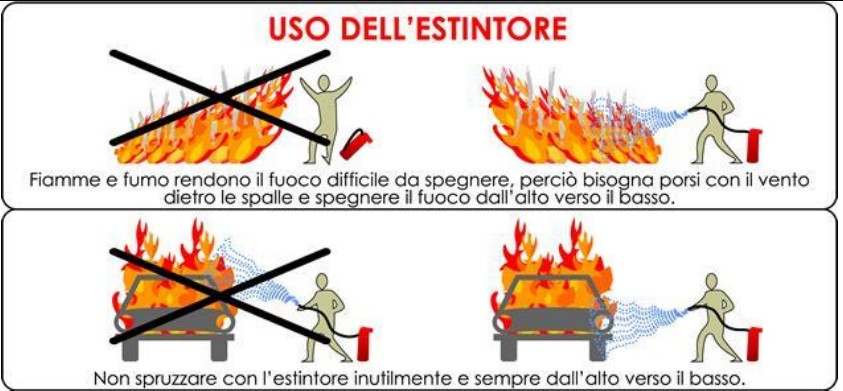 USO DELL'ESTINTORE
Fiamme e fumo rendono il fuoco difficile da spegnere, perciò bisogna porsi con il vento
dietro le spalle e spegnere il fuoco dall'alto verso il basso.
Non spruzzare con l'estintore inutilmente e sempre dall'alto verso il basso.